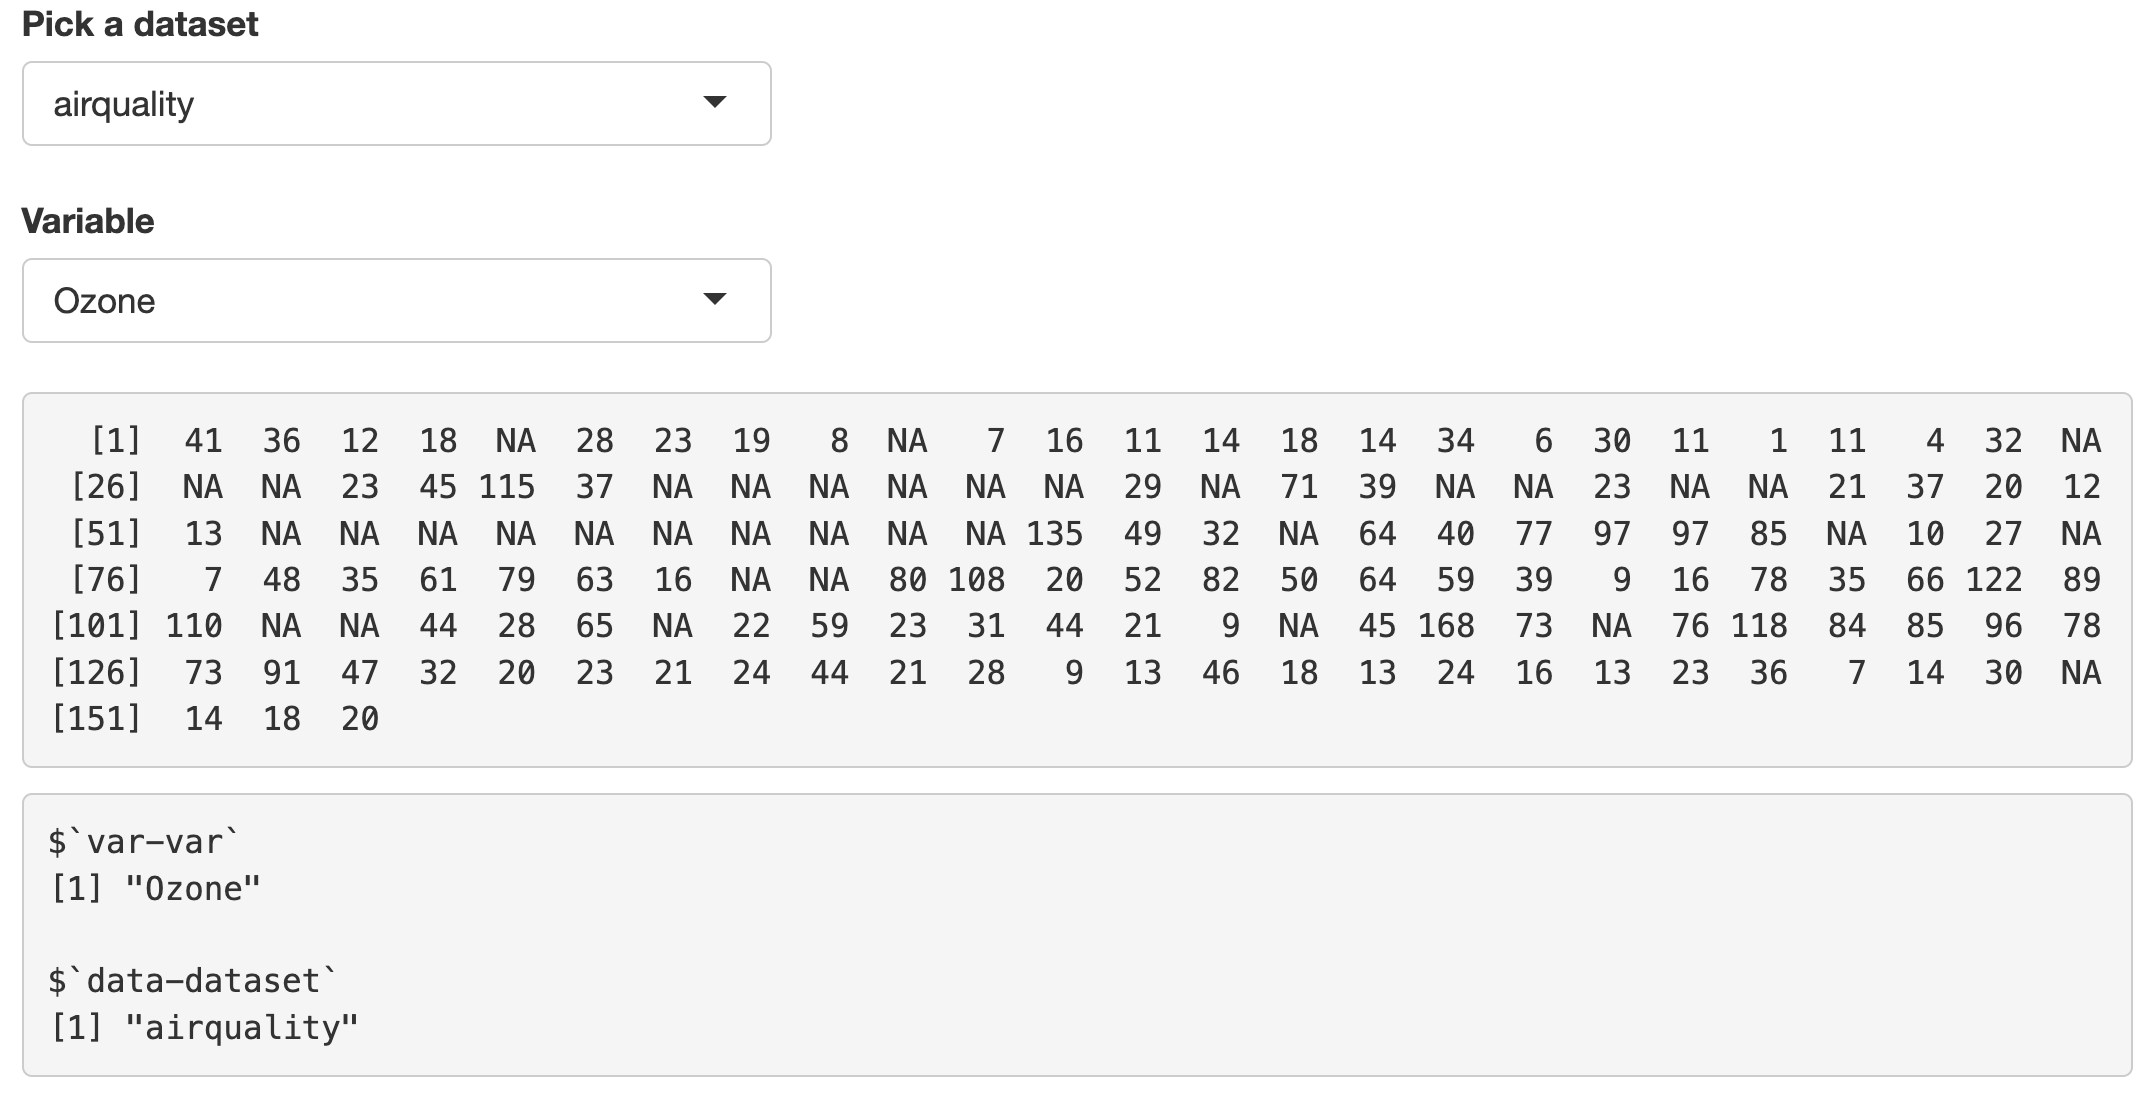 Pick a dataset
airquality
Variable
Ozone
  [1]  41  36  12  18  NA  28  23  19   8  NA   7  16  11  14  18  14  34   6  30  11   1  11   4  32  NA
 [26]  NA  NA  23  45 115  37  NA  NA  NA  NA  NA  NA  29  NA  71  39  NA  NA  23  NA  NA  21  37  20  12
 [51]  13  NA  NA  NA  NA  NA  NA  NA  NA  NA  NA 135  49  32  NA  64  40  77  97  97  85  NA  10  27  NA
 [76]   7  48  35  61  79  63  16  NA  NA  80 108  20  52  82  50  64  59  39   9  16  78  35  66 122  89
[101] 110  NA  NA  44  28  65  NA  22  59  23  31  44  21   9  NA  45 168  73  NA  76 118  84  85  96  78
[126]  73  91  47  32  20  23  21  24  44  21  28   9  13  46  18  13  24  16  13  23  36   7  14  30  NA
[151]  14  18  20
$`var-var`
[1] "Ozone"
$`data-dataset`
[1] "airquality"